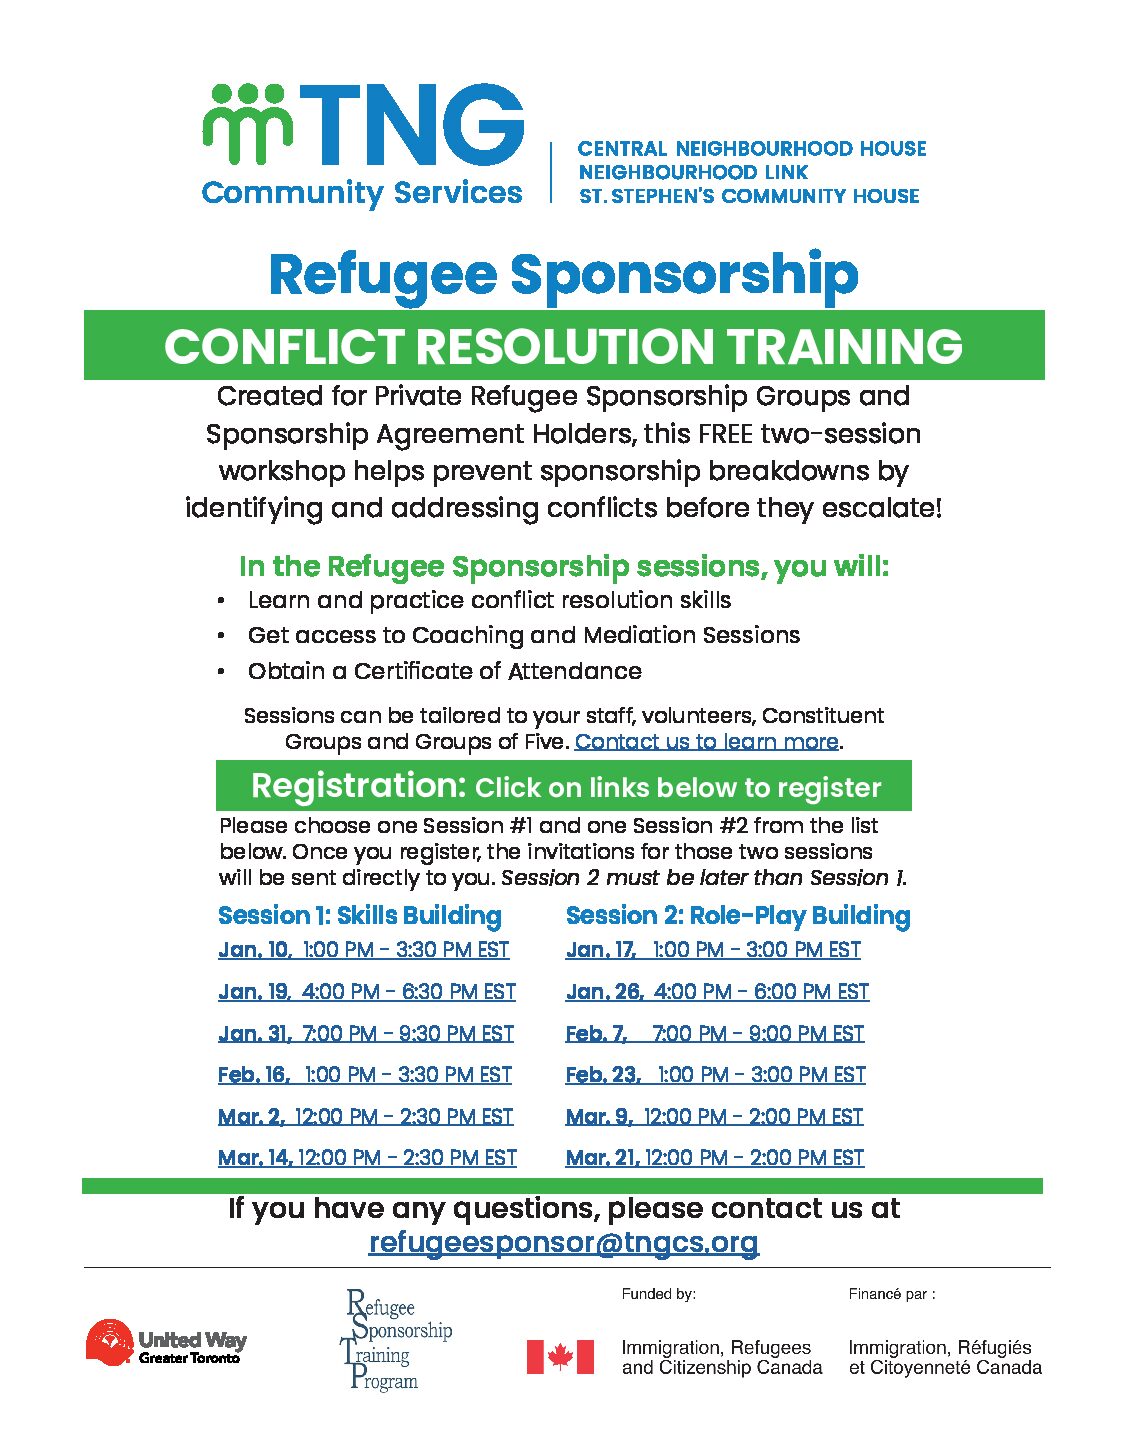 TNG
Community Services
CENTRAL NEIGHBOURHOOD HOUSE
NEIGHBOURHOOD LINK
ST. STEPHEN'S COMMUNITY HOUSE
Refugee Sponsorship
CONFLICT RESOLUTION TRAINING
Created for Private Refugee Sponsorship Groups and
Sponsorship Agreement Holders, this FREE two-session
workshop helps prevent sponsorship breakdowns by
identifying and addressing conflicts before they escalate!
In the Refugee Sponsorship sessions, you will:
• Learn and practice conflict resolution skills
• Get access to Coaching and Mediation Sessions
• Obtain a Certificate of Attendance
Sessions can be tailored to your staff, volunteers, Constituent
Groups and Groups of Five. Contact us to learn more.
Registration: Click on links below to register
Please choose one Session #1 and one Session #2 from the list
below. Once you register, the invitations for those two sessions
will be sent directly to you. Session 2 must be later than Session 1.
Session 1: Skills Building
Jan. 10, 1:00 PM - 3:30 PM EST
Jan. 19, 4:00 PM - 6:30 PM EST
Jan. 31, 7:00 PM - 9:30 PM EST
Feb. 16, 1:00 PM - 3:30 PM EST
Mar. 2, 12:00 PM - 2:30 PM EST
Mar. 14, 12:00 PM - 2:30 PM EST
Session 2: Role-Play Building
Jan. 17, 1:00 PM - 3:00 PM EST
Jan. 26, 4:00 PM - 6:00 PM EST
Feb. 7, 7:00 PM - 9:00 PM EST
Feb. 23, 1:00 PM - 3:00 PM EST
Mar. 9, 12:00 PM - 2:00 PM EST
Mar. 21, 12:00 PM - 2:00 PM EST
If you have any questions, please contact us at
refugeesponsor@tngcs.org
United Way
Greater Toronto
Refugee
Sponsorship
Training
Program
Funded by:
Immigration, Refugees
and Citizenship Canada
Financé par :
Immigration, Réfugiés
et Citoyenneté Canada